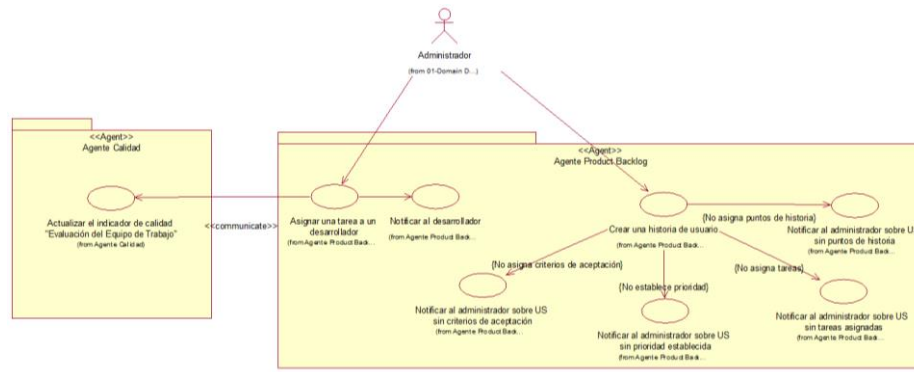 Administrador
(from 01-Domain D...)
<<Agent>>
Agente Calidad
<<Agent>>
Agente Product Backlog
Actualizar el indicador de calidad
"Evaluación del Equipo de Trabajo"
(from Agente Calidad)
<<communicate>>
Asignar una tarea a un
desarrollador
(from Agente Product Back...
Notificar al desarrollador
(from Agente Product Back...
Crear una historia de usuario
(from Agente Product Back...
{No asigna puntos de historia}
Notificar al administrador sobre US
sin puntos de historia
(from Agente Product Back...
{No asigna criterios de aceptación}
{No asigna tareas}
{No establece prioridad}
Notificar al administrador sobre US
sin criterios de aceptación
(from Agente Product Back...
Notificar al administrador sobre US
sin prioridad establecida
(from Agente Product Back...
Notificar al administrador sobre US
sin tareas asignadas
(from Agente Product Back...